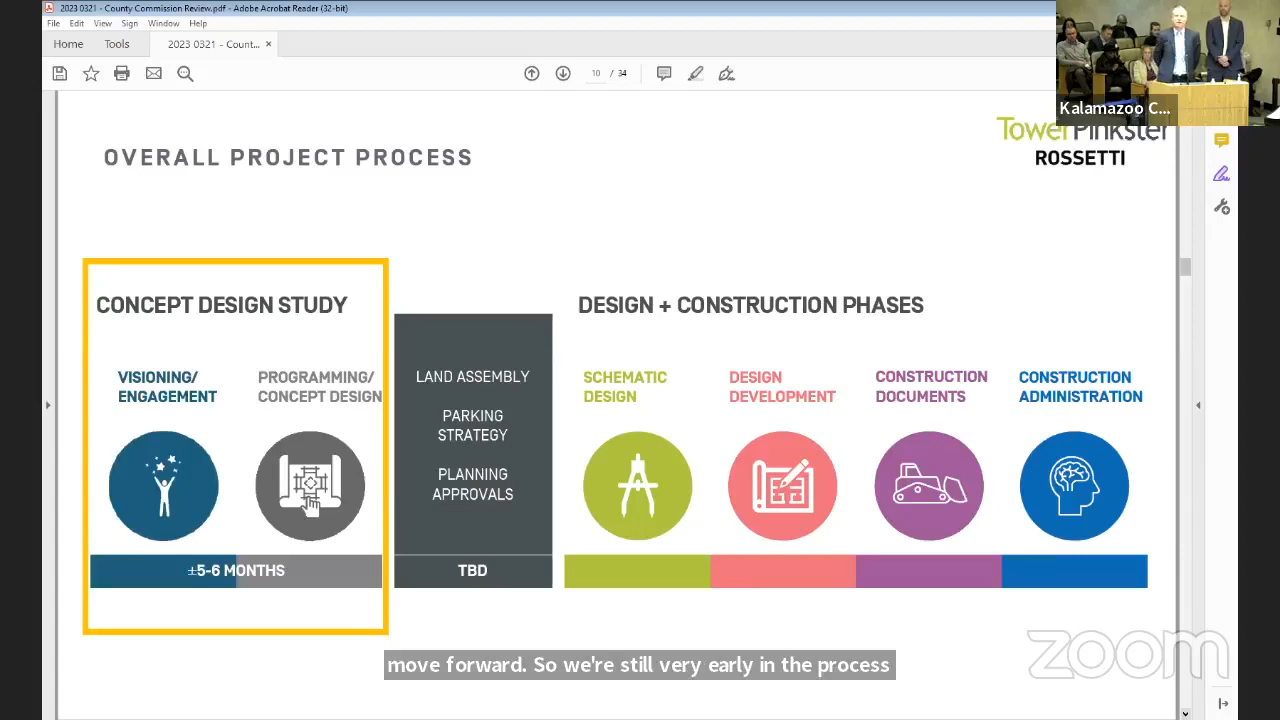 2023 0321 - County Commission Review.pdf - Adobe Acrobat Reader (32-bit)
File Edit View Sign Window Help
Home Tools 2023 0321 - Count... ×
10 / 34
Kalamazoo C...
TowerPinkster
ROSSETTI
OVERALL PROJECT PROCESS
CONCEPT DESIGN STUDY
VISIONING/
ENGAGEMENT
PROGRAMMING/
CONCEPT DESIGN
±5-6 MONTHS
LAND ASSEMBLY
PARKING
STRATEGY
PLANNING
APPROVALS
TBD
DESIGN + CONSTRUCTION PHASES
SCHEMATIC
DESIGN
DESIGN
DEVELOPMENT
CONSTRUCTION
DOCUMENTS
CONSTRUCTION
ADMINISTRATION
move forward. So we're still very early in the process
zoom